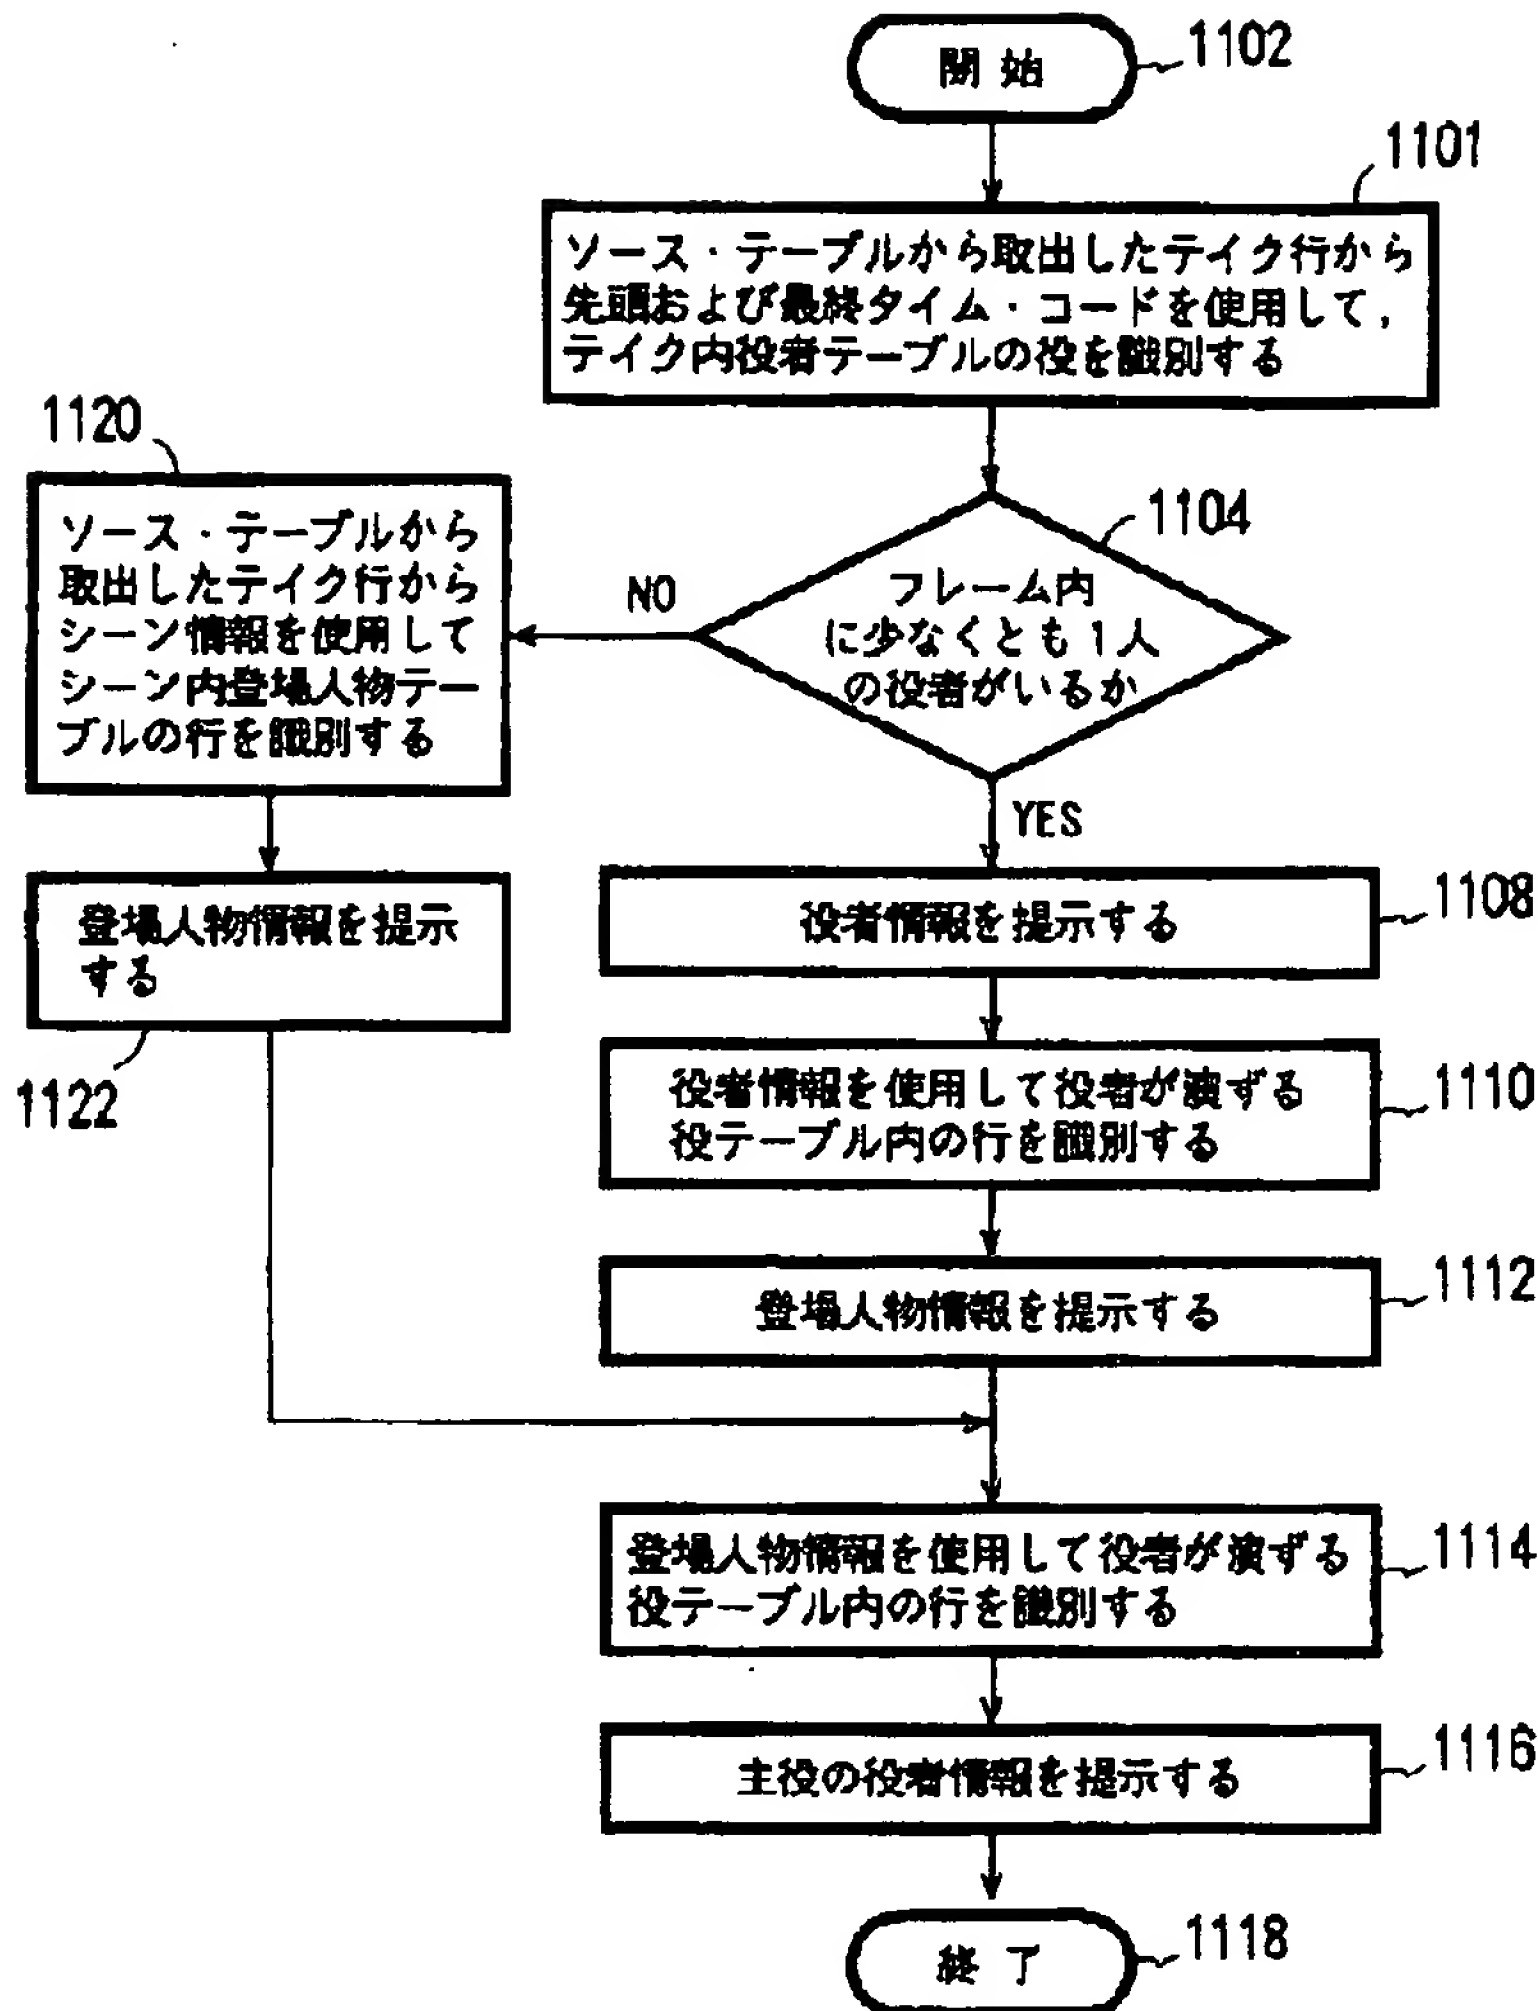 開始
1102
1101
ソース・テーブルから取出したテイク行から
先頭および最終タイム・コードを使用して,
テイク内役者テーブルの役を識別する
1104
フレーム内
に少なくとも1人
の役者がいるか
NO
YES
1120
ソース・テーブルから
取出したテイク行から
シーン情報を使用して
シーン内登場人物テー
ブルの行を識別する
登場人物情報を提示
する
1122
役者情報を提示する
1108
役者情報を使用して役者が演ずる
役テーブル内の行を識別する
1110
登場人物情報を提示する
1112
登場人物情報を使用して役者が演ずる
役テーブル内の行を識別する
1114
主役の役者情報を提示する
1116
終了
1118